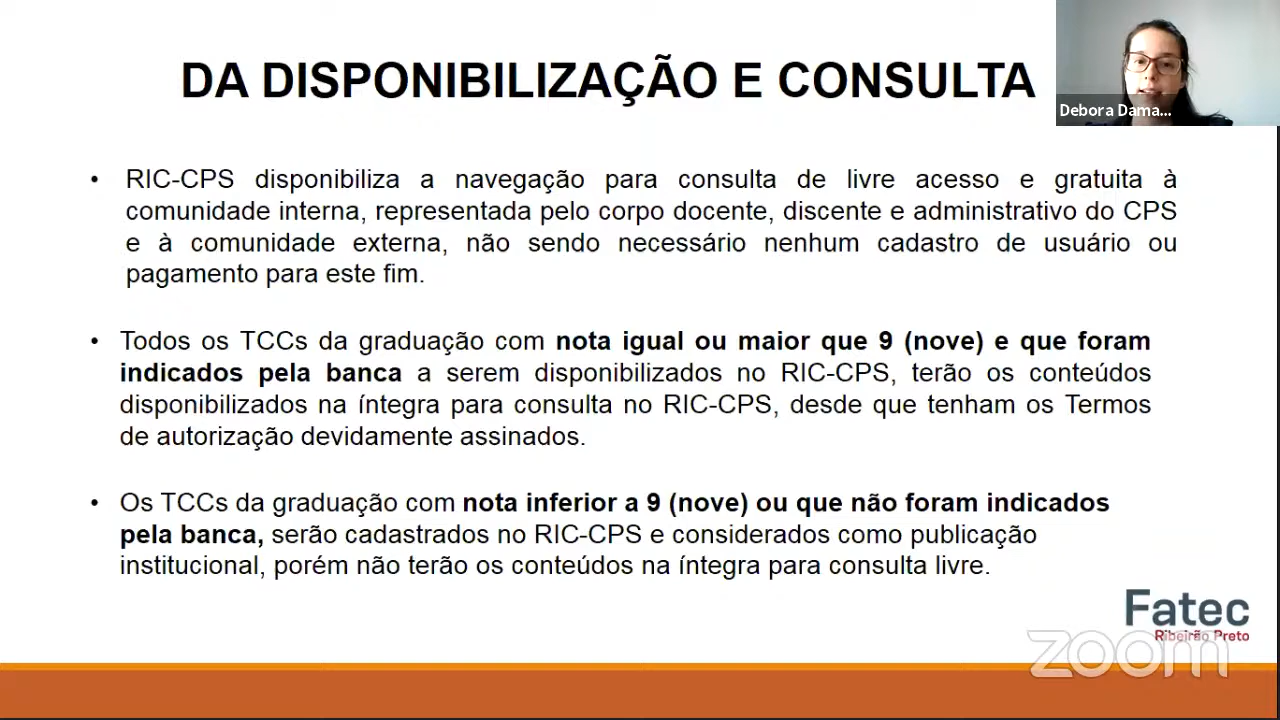 DA DISPONIBILIZAÇÃO E CONSULTA
Debora Dama...
• RIC-CPS disponibiliza a navegação para consulta de livre acesso e gratuita à
comunidade interna, representada pelo corpo docente, discente e administrativo do CPS
e à comunidade externa, não sendo necessário nenhum cadastro de usuário ou
pagamento para este fim.
• Todos os TCCs da graduação com nota igual ou maior que 9 (nove) e que foram
indicados pela banca a serem disponibilizados no RIC-CPS, terão os conteúdos
disponibilizados na íntegra para consulta no RIC-CPS, desde que tenham os Termos
de autorização devidamente assinados.
• Os TCCs da graduação com nota inferior a 9 (nove) ou que não foram indicados
pela banca, serão cadastrados no RIC-CPS e considerados como publicação
institucional, porém não terão os conteúdos na íntegra para consulta livre.
Fatec
Ribeirão Preto
zoom